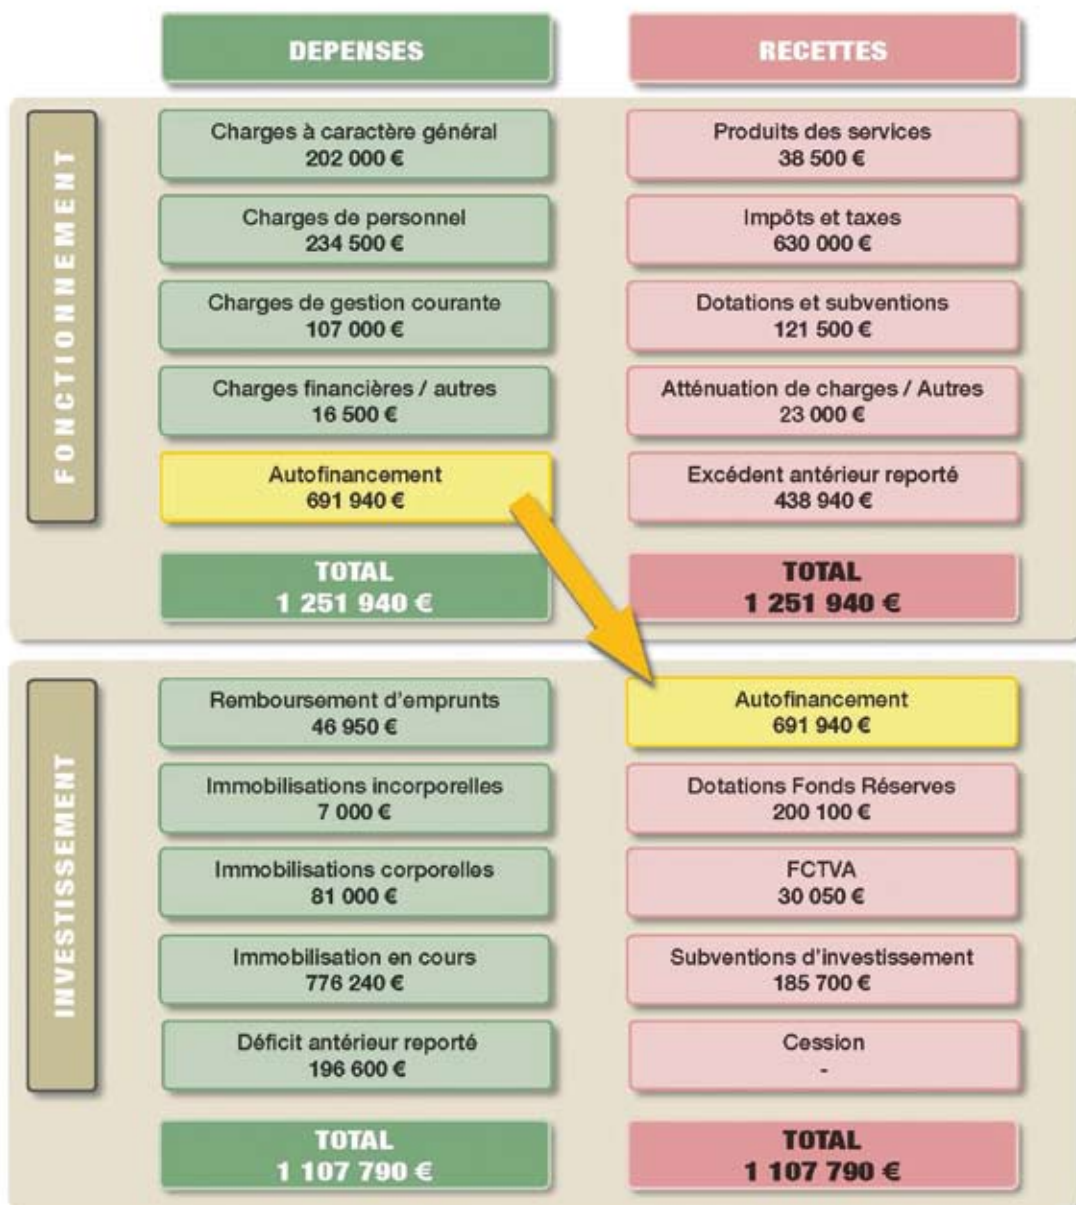 DEPENSES
RECETTES
FONCTIONNEMENT
Charges à caractère général
202 000 €
Produits des services
38 500 €
Charges de personnel
234 500 €
Impôts et taxes
630 000 €
Charges de gestion courante
107 000 €
Dotations et subventions
121 500 €
Charges financières / autres
16 500 €
Atténuation de charges / Autres
23 000 €
Autofinancement
691 940 €
Excédent antérieur reporté
438 940 €
TOTAL
1 251 940 €
TOTAL
1 251 940 €
INVESTISSEMENT
Remboursement d'emprunts
46 950 €
Autofinancement
691 940 €
Immobilisations incorporelles
7 000 €
Dotations Fonds Réserves
200 100 €
Immobilisations corporelles
81 000 €
FCTVA
30 050 €
Immobilisation en cours
776 240 €
Subventions d'investissement
185 700 €
Déficit antérieur reporté
196 600 €
Cession
-
TOTAL
1 107 790 €
TOTAL
1 107 790 €